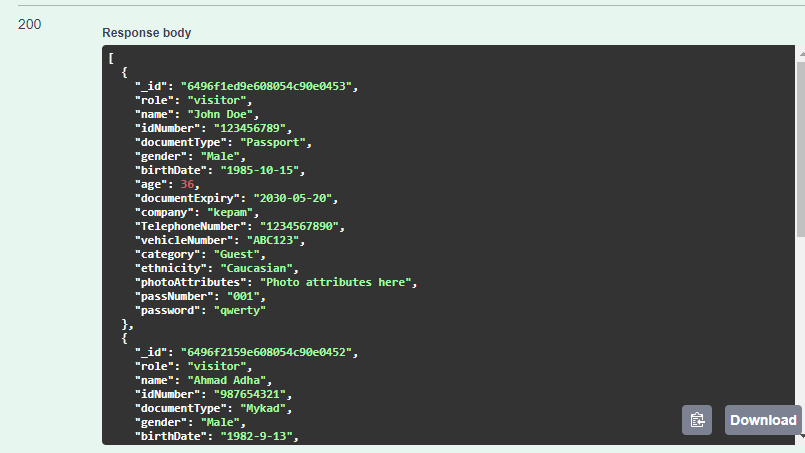 200
Response body
[
  {
    "_id": "6496f1ed9e608054c90e0453",
    "role": "visitor",
    "name": "John Doe",
    "idNumber": "123456789",
    "documentType": "Passport",
    "gender": "Male",
    "birthDate": "1985-10-15",
    "age": 36,
    "documentExpiry": "2030-05-20",
    "company": "kepam",
    "TelephoneNumber": "1234567890",
    "vehicleNumber": "ABC123",
    "category": "Guest",
    "ethnicity": "Caucasian",
    "photoAttributes": "Photo attributes here",
    "passNumber": "001",
    "password": "qwerty"
  },
  {
    "_id": "6496f2159e608054c90e0452",
    "role": "visitor",
    "name": "Ahmad Adha",
    "idNumber": "987654321",
    "documentType": "Mykad",
    "gender": "Male",
    "birthDate": "1982-9-13",
Download